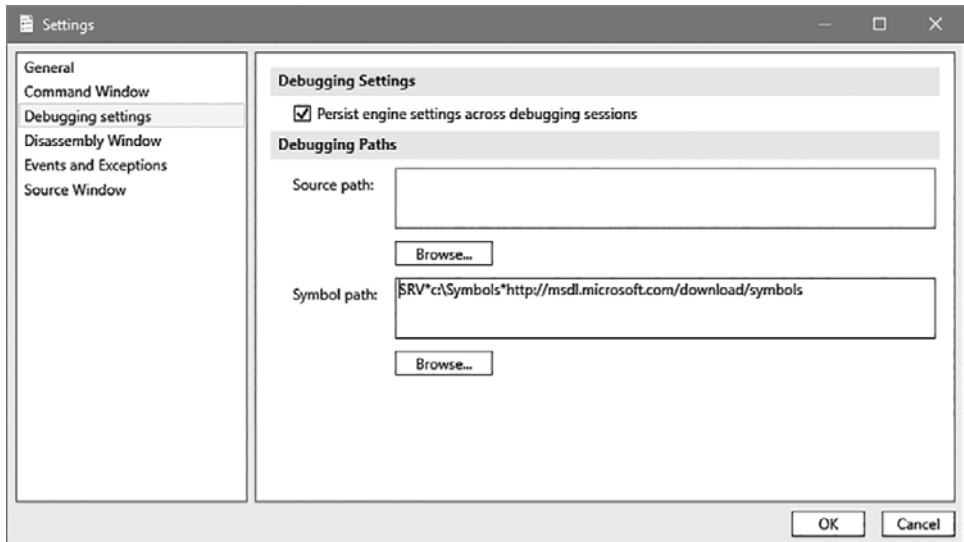 Settings
General
Command Window
Debugging settings
Disassembly Window
Events and Exceptions
Source Window
Debugging Settings
Persist engine settings across debugging sessions
Debugging Paths
Source path:
Browse...
Symbol path:
SRV*c:\Symbols*http://msdl.microsoft.com/download/symbols
Browse...
OK
Cancel